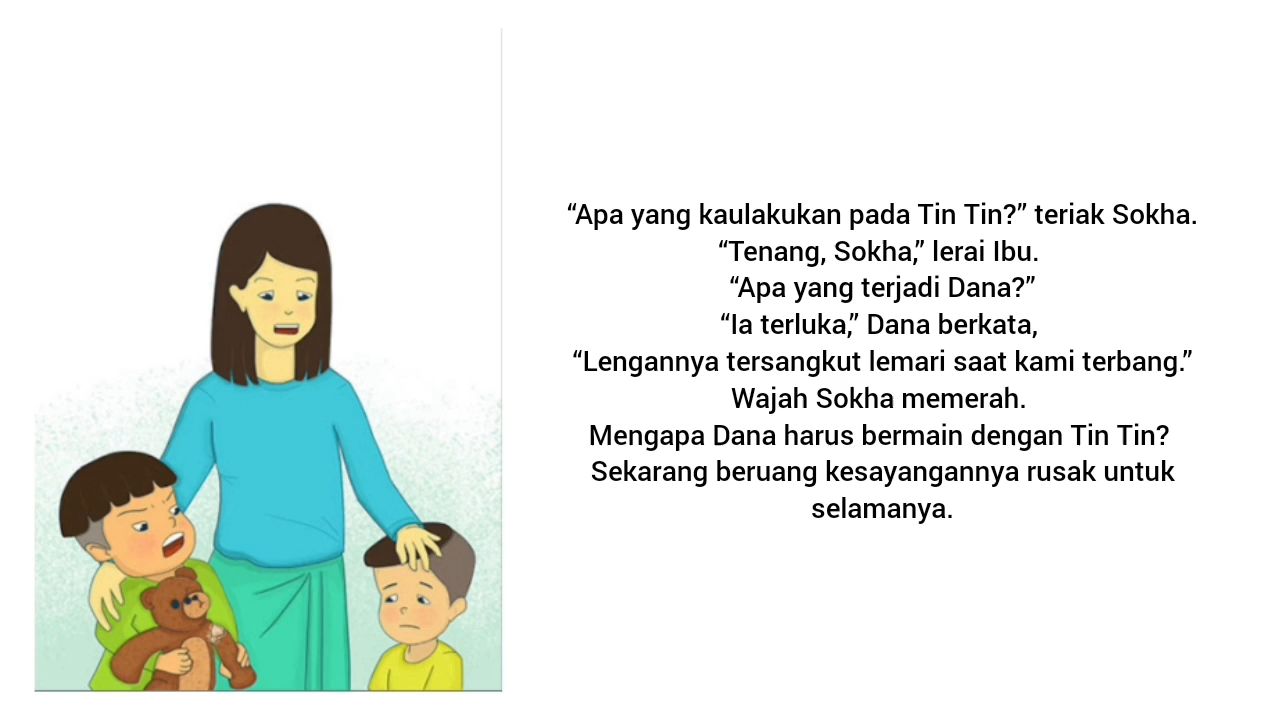 “Apa yang kaulakukan pada Tin Tin?” teriak Sokha.
“Tenang, Sokha,” lerai Ibu.
“Apa yang terjadi Dana?”
“Ia terluka,” Dana berkata,
“Lengannya tersangkut lemari saat kami terbang.”
Wajah Sokha memerah.
Mengapa Dana harus bermain dengan Tin Tin?
Sekarang beruang kesayangannya rusak untuk
selamanya.